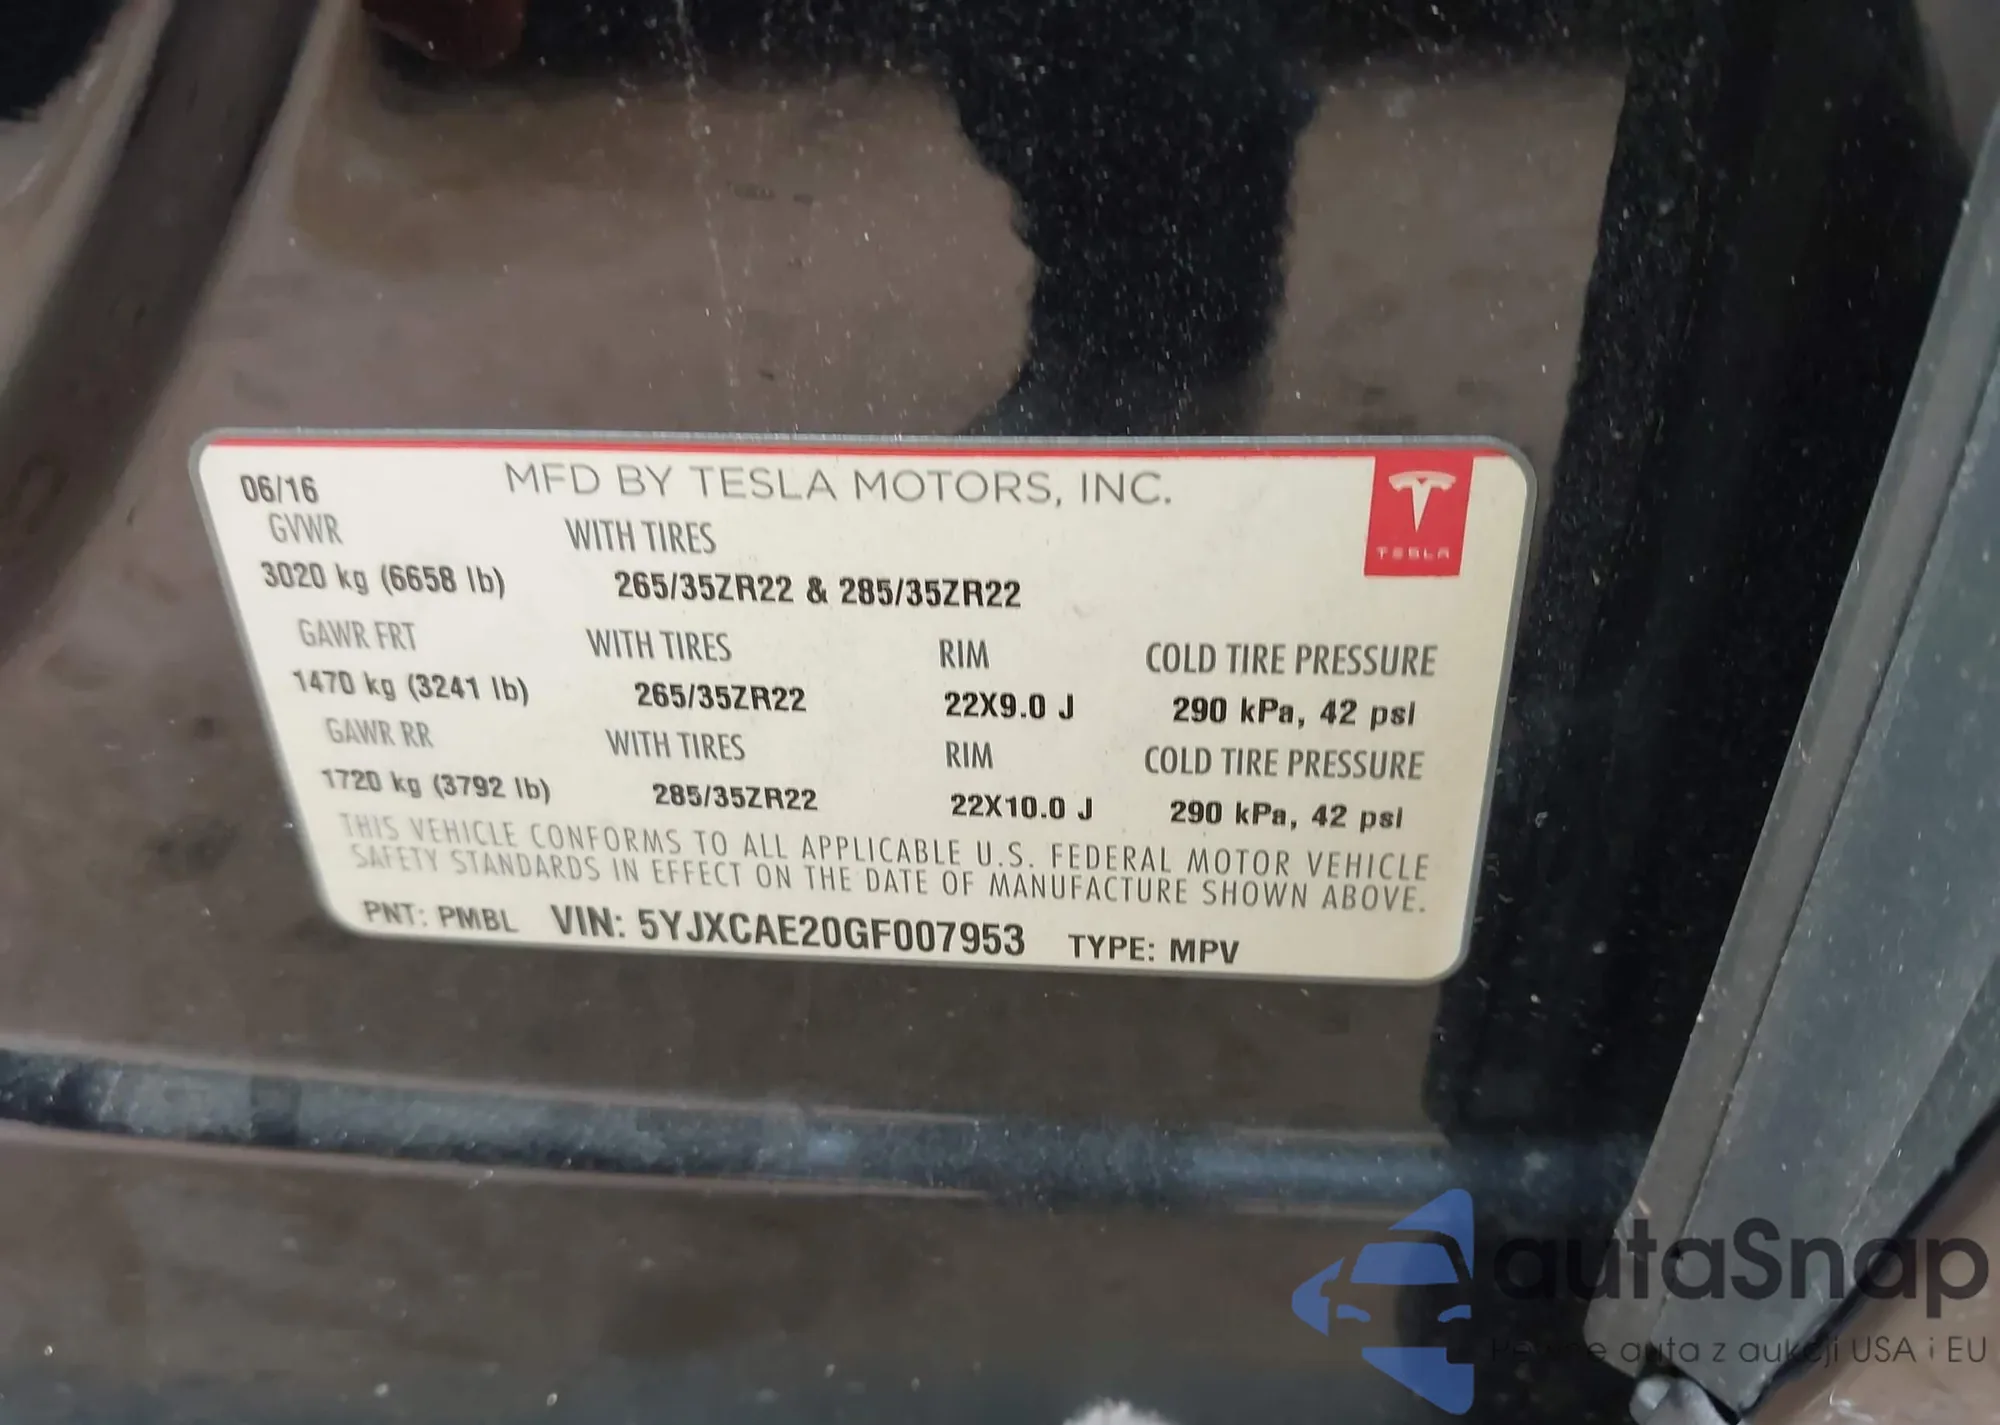 06/16 MFD BY TESLA MOTORS, INC.
TESLA
GVWR WITH TIRES
3020 kg (6658 lb) 265/35ZR22 & 285/35ZR22
GAWR FRT WITH TIRES RIM COLD TIRE PRESSURE
1470 kg (3241 lb) 265/35ZR22 22X9.0 J 290 kPa, 42 psi
GAWR RR WITH TIRES RIM COLD TIRE PRESSURE
1720 kg (3792 lb) 285/35ZR22 22X10.0 J 290 kPa, 42 psi
THIS VEHICLE CONFORMS TO ALL APPLICABLE U.S. FEDERAL MOTOR VEHICLE
SAFETY STANDARDS IN EFFECT ON THE DATE OF MANUFACTURE SHOWN ABOVE.
PNT: PMBL VIN: 5YJXCAE20GF007953 TYPE: MPV
autaSnap
auta z aukcji USA i EU